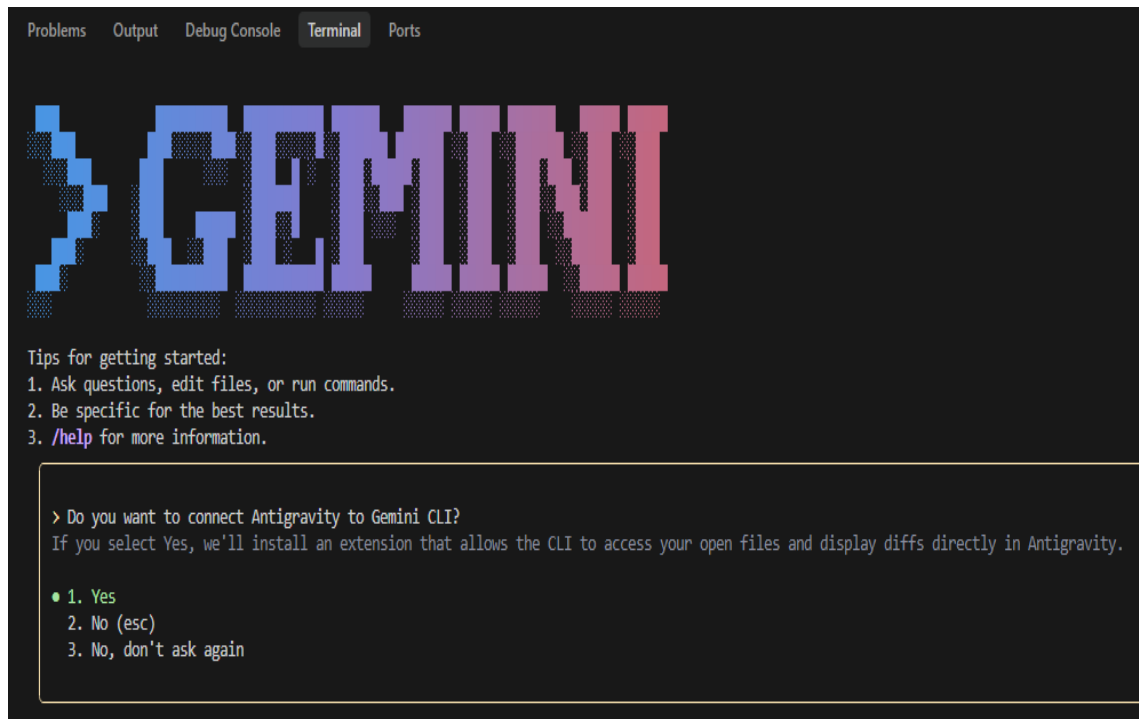 Problems Output Debug Console Terminal Ports
> GEMINI
Tips for getting started:
1. Ask questions, edit files, or run commands.
2. Be specific for the best results.
3. /help for more information.
> Do you want to connect Antigravity to Gemini CLI?
If you select Yes, we'll install an extension that allows the CLI to access your open files and display diffs directly in Antigravity.
● 1. Yes
2. No (esc)
3. No, don't ask again